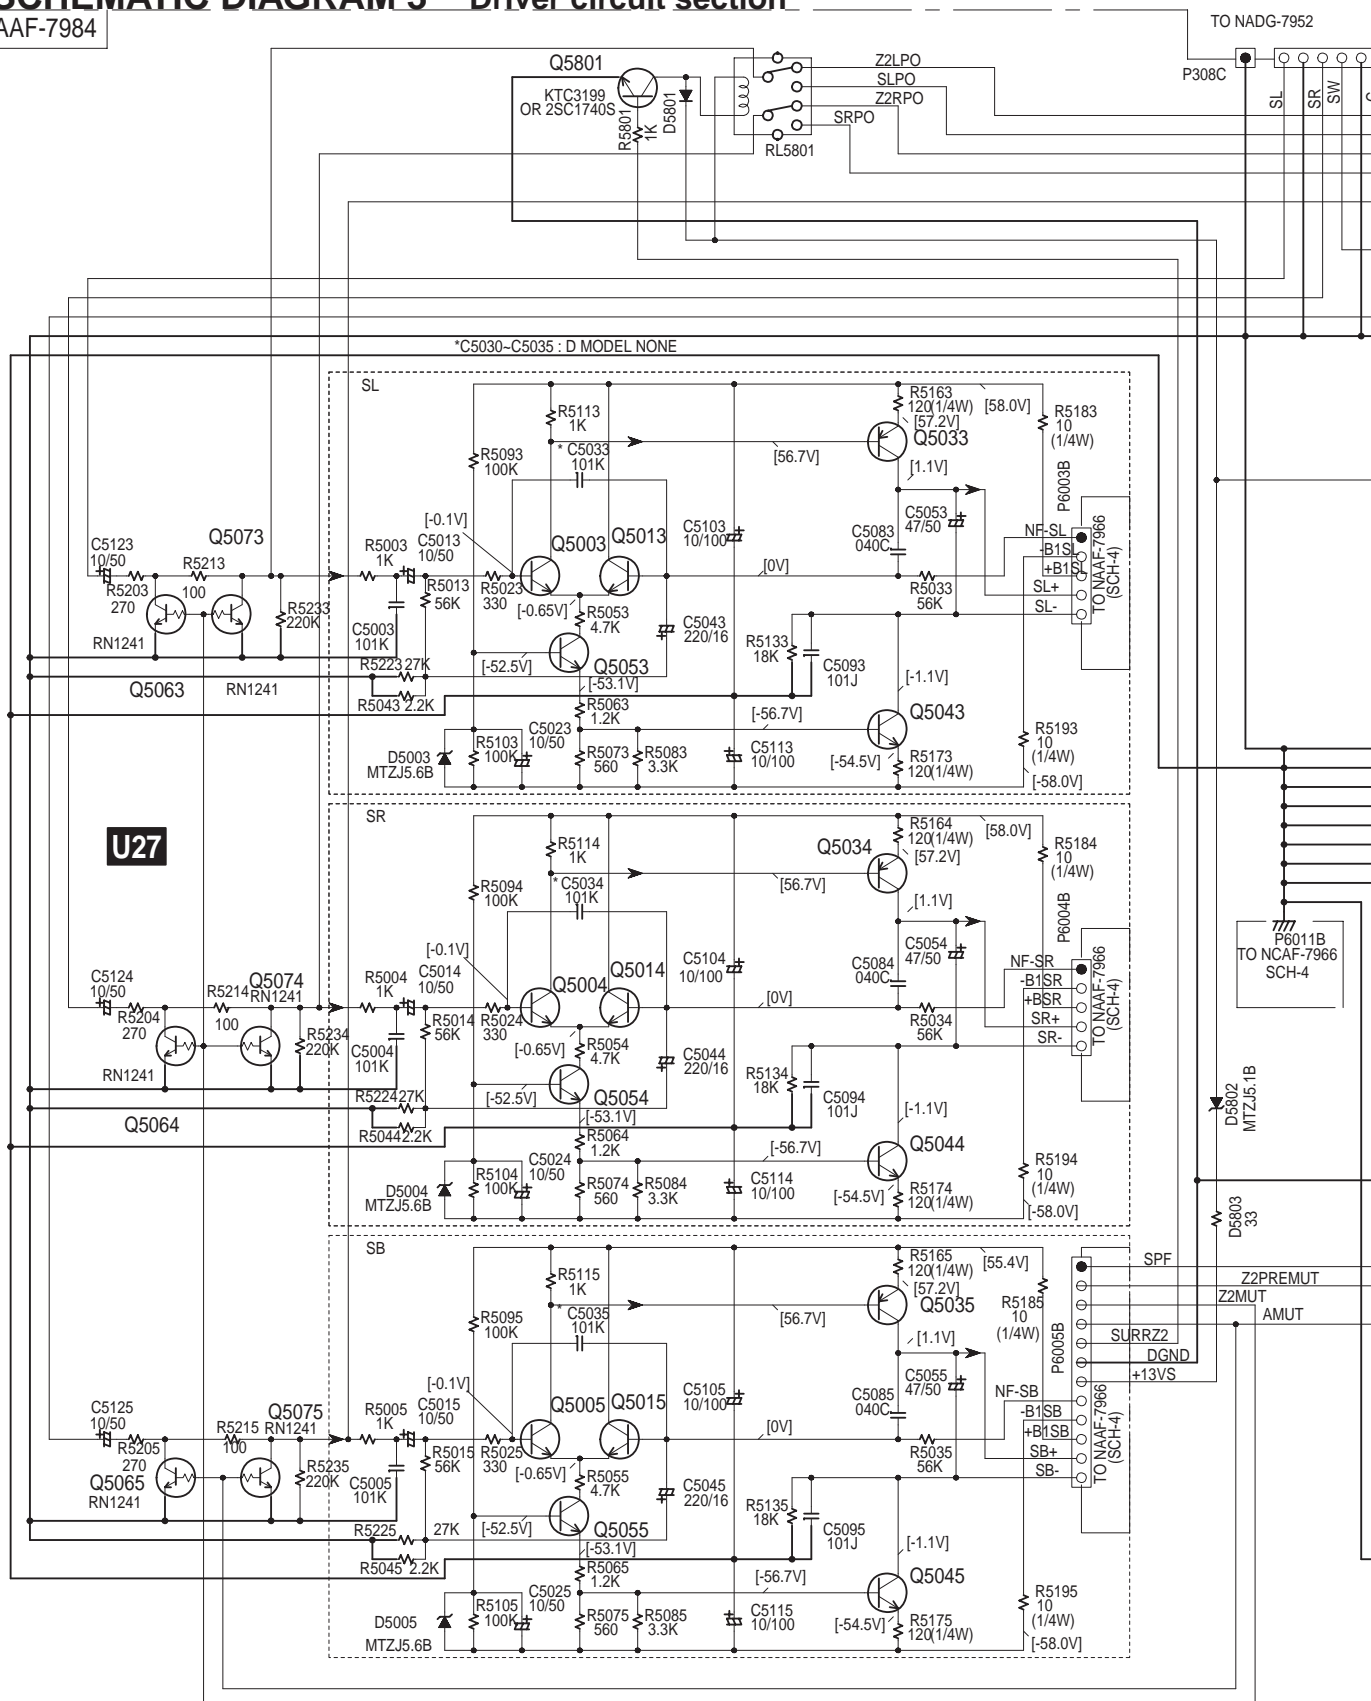 SCHEMATIC DIAGRAM 3 Driver circuit section
AAF-7984
TO NADG-7952
P308C
SL
SR
SW
Q5801
KTC3199
OR 2SC1740S
R5801
1K
D5801
RL5801
Z2LPO
SLPO
Z2RPO
SRPO
*C5030~C5035 : D MODEL NONE
SL
R5113
1K
* C5033
101K
R5093
100K
[-0.1V]
Q5003
Q5013
C5103
10/100
[56.7V]
R5163
120(1/4W)
[57.2V]
Q5033
[58.0V]
R5183
10
(1/4W)
[1.1V]
C5053
47/50
C5083
040C
P6003B
NF-SL
-B1SL
+B1SL
SL+
SL-
TO NAAF-7966
(SCH-4)
C5123
10/50
Q5073
R5213
100
R5203
270
RN1241
Q5063
RN1241
R5233
220K
R5003
1K
C5013
10/50
R5013
56K
C5003
101K
R5023
330
[-0.65V]
R5053
4.7K
C5043
220/16
[0V]
R5033
56K
R5133
18K
C5093
101J
R5223 27K
R5043 2.2K
[-52.5V]
Q5053
[-53.1V]
R5063
1.2K
[-1.1V]
[-56.7V]
Q5043
D5003
MTZJ5.6B
R5103
100K
C5023
10/50
R5073
560
R5083
3.3K
C5113
10/100
[-54.5V]
R5173
120(1/4W)
R5193
10
(1/4W)
[-58.0V]
U27
SR
R5114
1K
* C5034
101K
R5094
100K
[-0.1V]
Q5004
Q5014
C5104
10/100
[56.7V]
R5164
120(1/4W)
[57.2V]
Q5034
[58.0V]
R5184
10
(1/4W)
[1.1V]
C5054
47/50
C5084
040C
P6004B
NF-SR
-B1SR
+BSR
SR+
SR-
TO NAAF-7966
(SCH-4)
P6011B
TO NCAF-7966
SCH-4
C5124
10/50
Q5074
RN1241
R5214
100
R5204
270
RN1241
Q5064
R5234
220K
R5004
1K
C5014
10/50
R5014
56K
C5004
101K
R5024
330
[-0.65V]
R5054
4.7K
C5044
220/16
[0V]
R5034
56K
R5134
18K
C5094
101J
R5224 27K
R5044 2.2K
[-52.5V]
Q5054
[-53.1V]
R5064
1.2K
[-1.1V]
[-56.7V]
Q5044
D5004
MTZJ5.6B
R5104
100K
C5024
10/50
R5074
560
R5084
3.3K
C5114
10/100
[-54.5V]
R5174
120(1/4W)
R5194
10
(1/4W)
[-58.0V]
D5802
MTZJ5.1B
D5803
33
SB
R5115
1K
* C5035
101K
R5095
100K
[-0.1V]
Q5005
Q5015
C5105
10/100
[56.7V]
R5165
120(1/4W)
[57.2V]
Q5035
[55.4V]
R5185
10
(1/4W)
[1.1V]
C5055
47/50
C5085
040C
P6005B
SPF
Z2PREMUT
Z2MUT
AMUT
SURRZ2
DGND
+13VS
NF-SB
-B1SB
+B1SB
SB+
SB-
TO NAAF-7966
(SCH-4)
C5125
10/50
Q5075
RN1241
R5215
100
R5205
270
Q5065
RN1241
R5235
220K
R5005
1K
C5015
10/50
R5015
56K
C5005
101K
R5025
330
[-0.65V]
R5055
4.7K
C5045
220/16
[0V]
R5035
56K
R5135
18K
C5095
101J
R5225 27K
R5045 2.2K
[-52.5V]
Q5055
[-53.1V]
R5065
1.2K
[-1.1V]
[-56.7V]
Q5045
D5005
MTZJ5.6B
R5105
100K
C5025
10/50
R5075
560
R5085
3.3K
C5115
10/100
[-54.5V]
R5175
120(1/4W)
R5195
10
(1/4W)
[-58.0V]